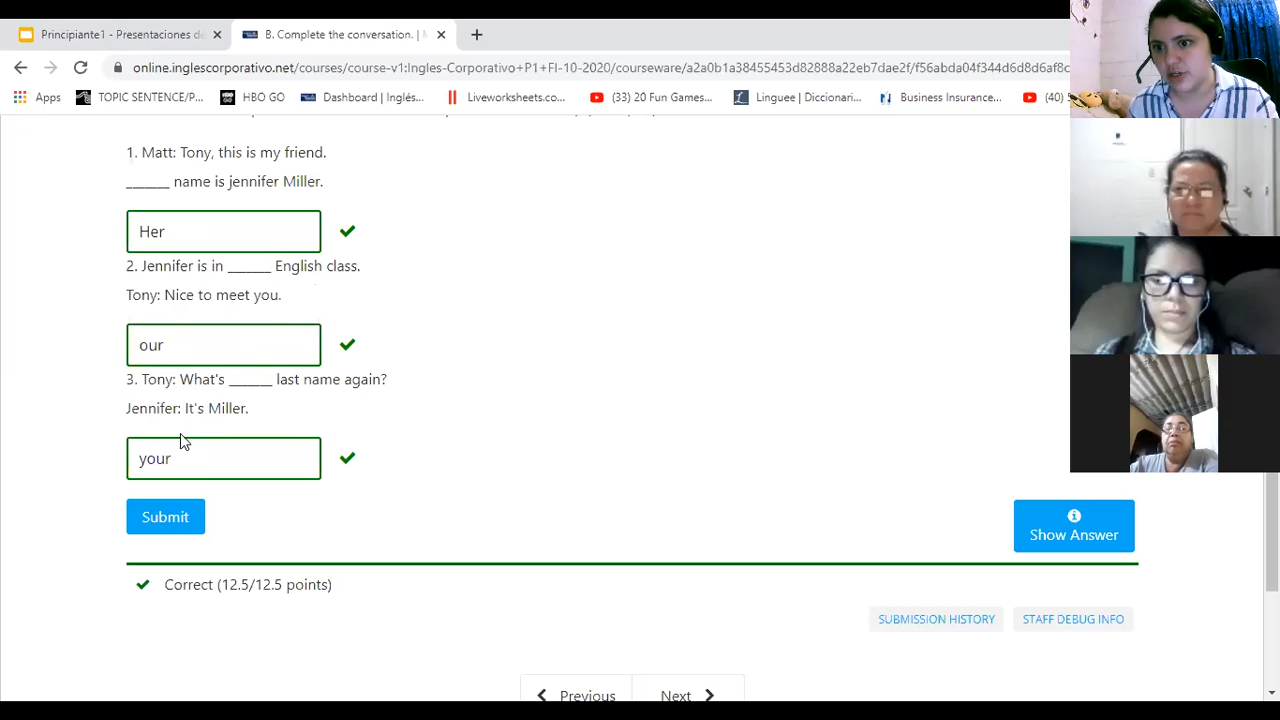 Principiante1 - Presentaciones de
B. Complete the conversation. | M
online.inglescorporativo.net/courses/course-v1:Ingles-Corporativo+P1+FI-10-2020/courseware/a2a0b1a38455453d82888a22eb7dae2f/f56abda04f344d6d8d6af8c
Apps
TOPIC SENTENCE/P...
HBO GO
Dashboard | Inglés...
Liveworksheets.co...
(33) 20 Fun Games...
Linguee | Diccionari...
Business Insurance...
(40)
1. Matt: Tony, this is my friend.
______ name is jennifer Miller.
Her
2. Jennifer is in ______ English class.
Tony: Nice to meet you.
our
3. Tony: What's ______ last name again?
Jennifer: It's Miller.
your
Submit
Show Answer
Correct (12.5/12.5 points)
SUBMISSION HISTORY
STAFF DEBUG INFO
Previous
Next